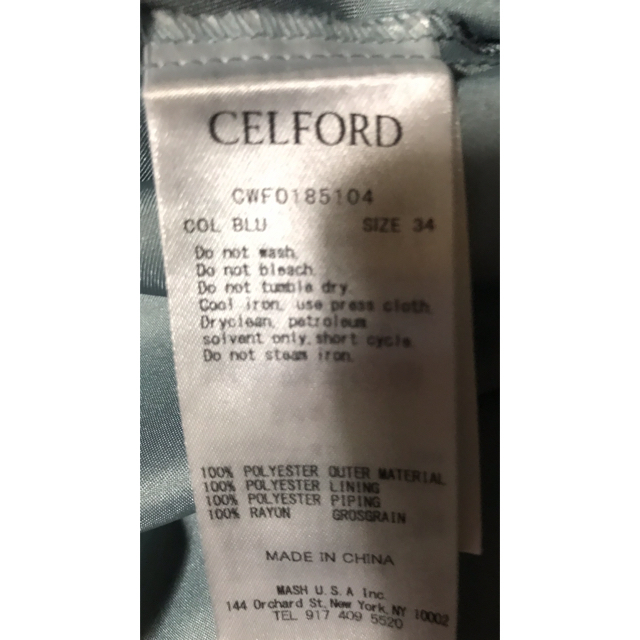 CELFORD
CWFO185104
COL BLU SIZE 34
Do not wash.
Do not bleach.
Do not tumble dry.
Cool iron, use press cloth.
Dryclean, petroleum
solvent only, short cycle.
Do not steam iron.
100% POLYESTER OUTER MATERIAL
100% POLYESTER LINING
100% POLYESTER PIPING
100% RAYON GROSGRAIN
MADE IN CHINA
MASH U.S.A Inc.
144 Orchard St. New York, NY 10002
TEL 917 409 5520